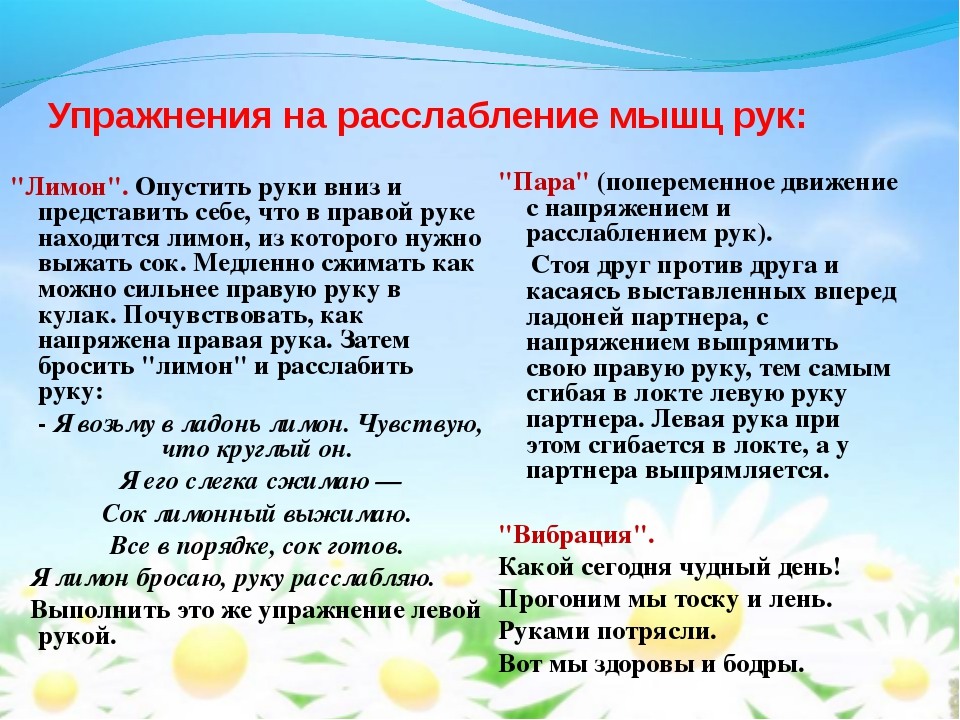 Упражнения на расслабление мышц рук:
"Лимон". Опустить руки вниз и
представить себе, что в правой руке
находится лимон, из которого нужно
выжать сок. Медленно сжимать как
можно сильнее правую руку в
кулак. Почувствовать, как
напряжена правая рука. Затем
бросить "лимон" и расслабить
руку:
- Я возьму в ладонь лимон. Чувствую,
что круглый он.
Я его слегка сжимаю —
Сок лимонный выжимаю.
Все в порядке, сок готов.
Я лимон бросаю, руку расслабляю.
Выполнить это же упражнение левой
рукой.
"Пара" (попеременное движение
с напряжением и
расслаблением рук).
Стоя друг против друга и
касаясь выставленных вперед
ладоней партнера, с
напряжением выпрямить
свою правую руку, тем самым
сгибая в локте левую руку
партнера. Левая рука при
этом сгибается в локте, а у
партнера выпрямляется.
"Вибрация".
Какой сегодня чудный день!
Прогоним мы тоску и лень.
Руками потрясли.
Вот мы здоровы и бодры.